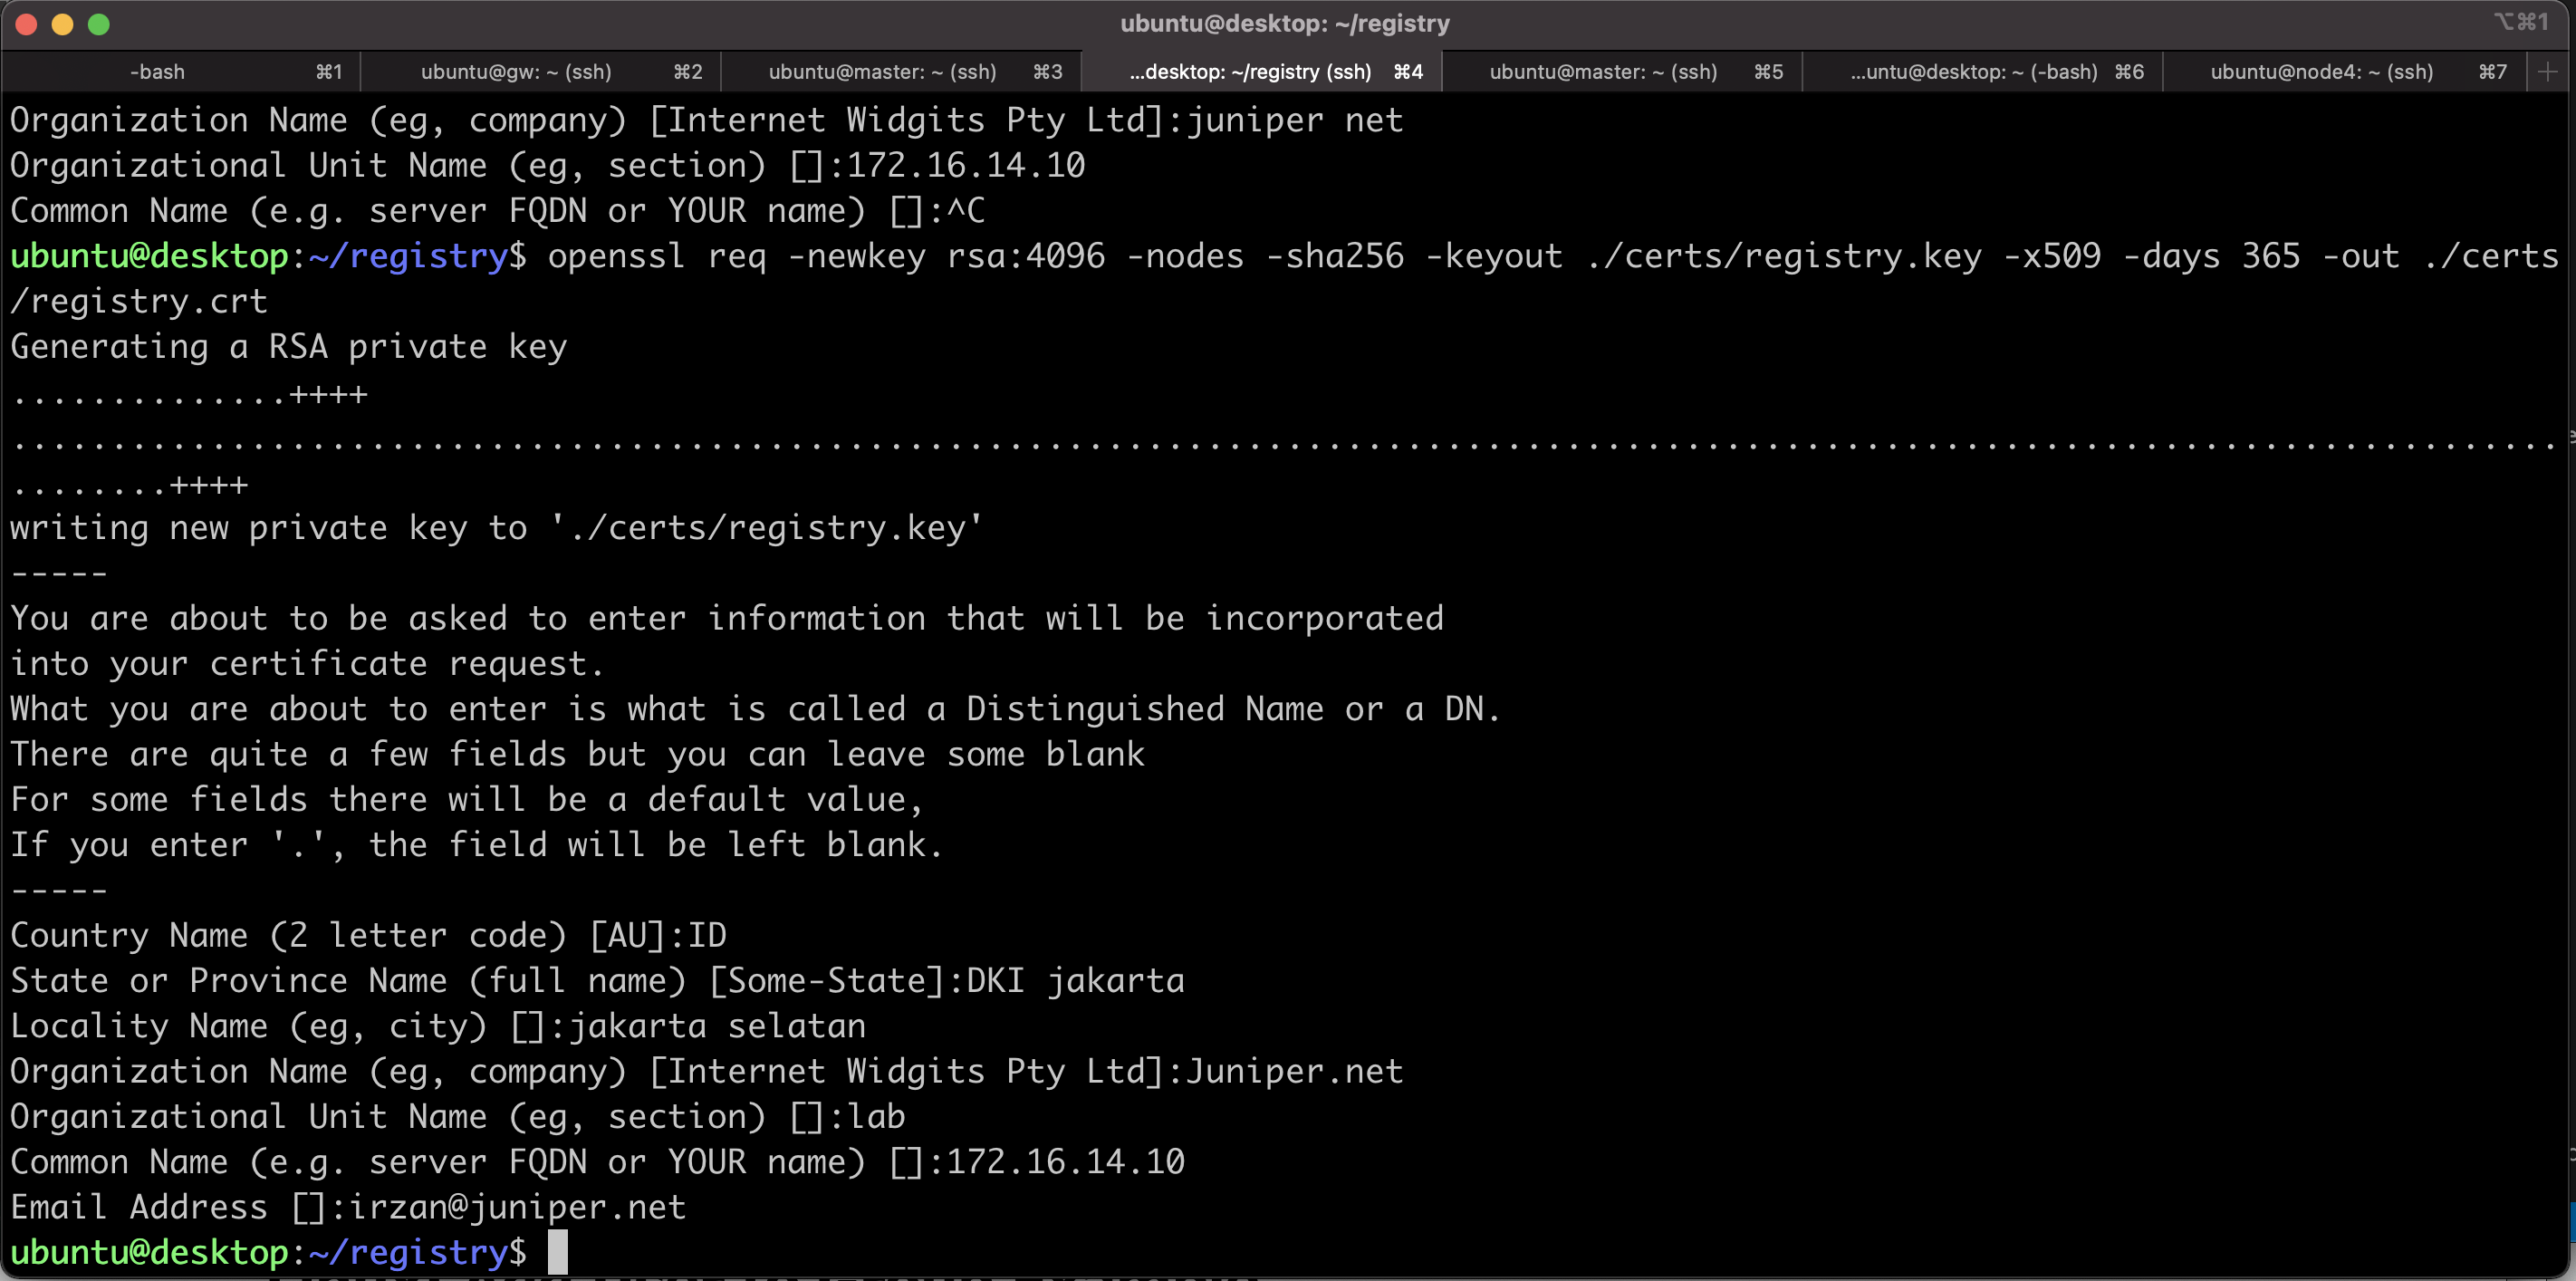 ubuntu@desktop: ~/registry
⌥⌘1
-bash ⌘1 ubuntu@gw: ~ (ssh) ⌘2 ubuntu@master: ~ (ssh) ⌘3 ...desktop: ~/registry (ssh) ⌘4 ubuntu@master: ~ (ssh) ⌘5 ...untu@desktop: ~ (-bash) ⌘6 ubuntu@node4: ~ (ssh) ⌘7 +
Organization Name (eg, company) [Internet Widgits Pty Ltd]:juniper net
Organizational Unit Name (eg, section) []:172.16.14.10
Common Name (e.g. server FQDN or YOUR name) []:^C
ubuntu@desktop:~/registry$ openssl req -newkey rsa:4096 -nodes -sha256 -keyout ./certs/registry.key -x509 -days 365 -out ./certs
/registry.crt
Generating a RSA private key
..............++++
................................................................................................................................
........++++
writing new private key to './certs/registry.key'
-----
You are about to be asked to enter information that will be incorporated
into your certificate request.
What you are about to enter is what is called a Distinguished Name or a DN.
There are quite a few fields but you can leave some blank
For some fields there will be a default value,
If you enter '.', the field will be left blank.
-----
Country Name (2 letter code) [AU]:ID
State or Province Name (full name) [Some-State]:DKI jakarta
Locality Name (eg, city) []:jakarta selatan
Organization Name (eg, company) [Internet Widgits Pty Ltd]:Juniper.net
Organizational Unit Name (eg, section) []:lab
Common Name (e.g. server FQDN or YOUR name) []:172.16.14.10
Email Address []:irzan@juniper.net
ubuntu@desktop:~/registry$